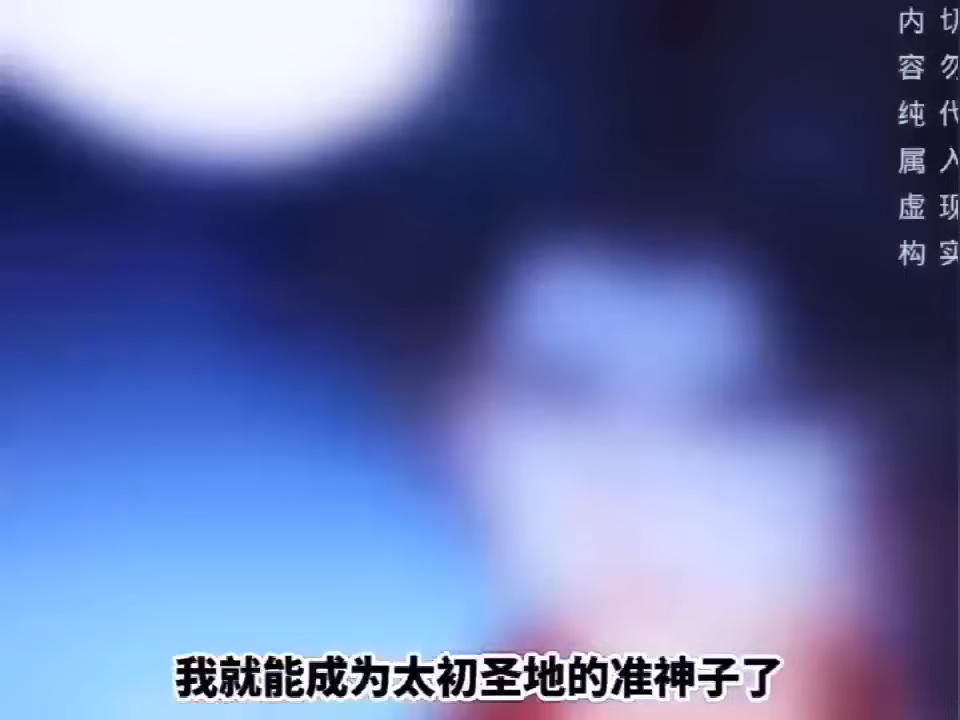 内容纯属虚构
切勿代入现实
我就能成为太初圣地的准神子了